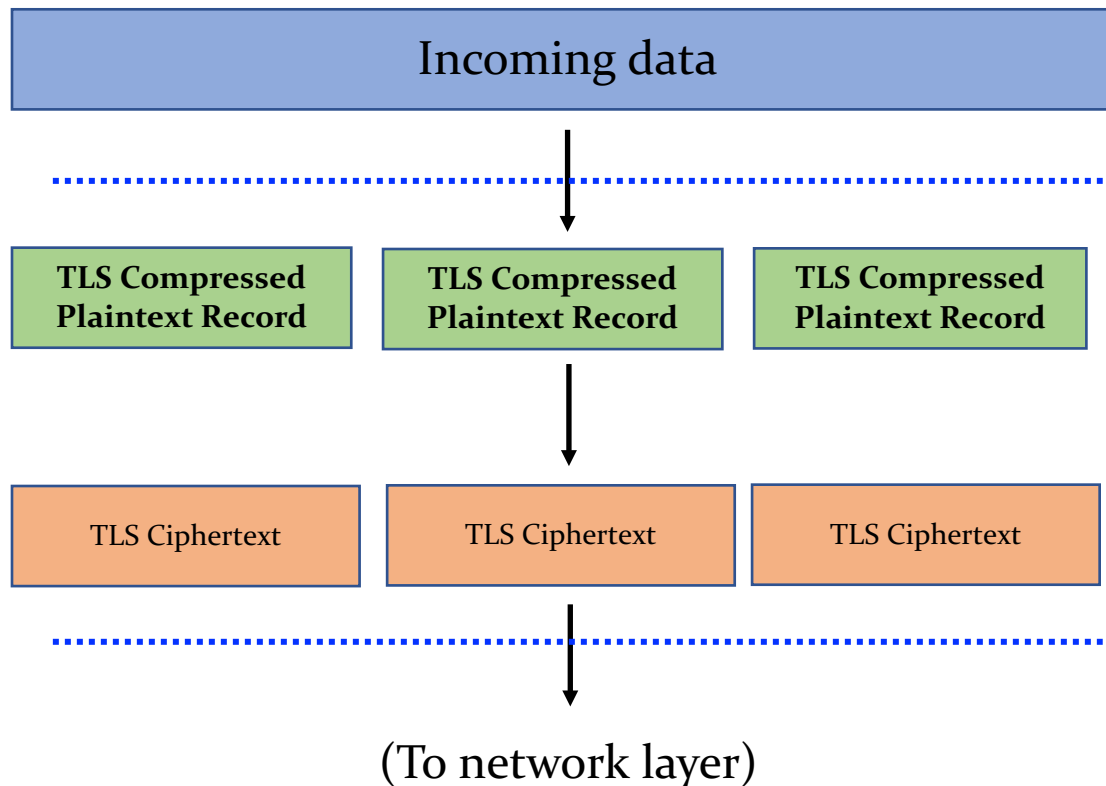 Incoming data
TLS Compressed
Plaintext Record
TLS Compressed
Plaintext Record
TLS Compressed
Plaintext Record
TLS Ciphertext
TLS Ciphertext
TLS Ciphertext
(To network layer)